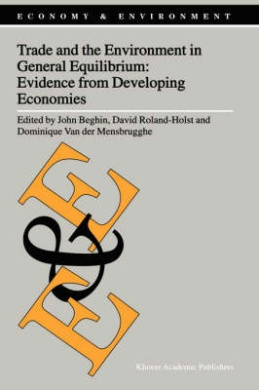 ECONOMY & ENVIRONMENT
Trade and the Environment in
General Equilibrium:
Evidence from Developing
Economies
Edited by John Beghin, David Roland-Holst and
Dominique Van der Mensbrugghe
E&E
Kluwer Academic Publishers